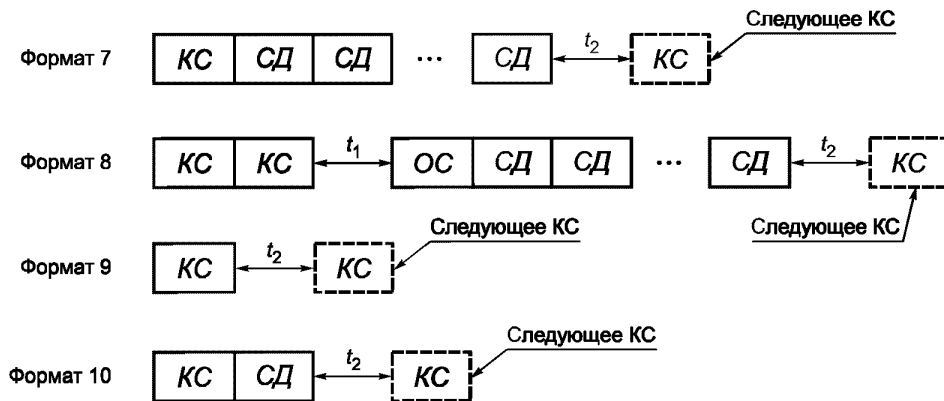 Следующее КС
Формат 7 КС СД СД ... СД t2 КС
Формат 8 КС КС t1 ОС СД СД ... СД t2 КС
Следующее КС Следующее КС
Формат 9 КС t2 КС
Следующее КС
Формат 10 КС СД t2 КС